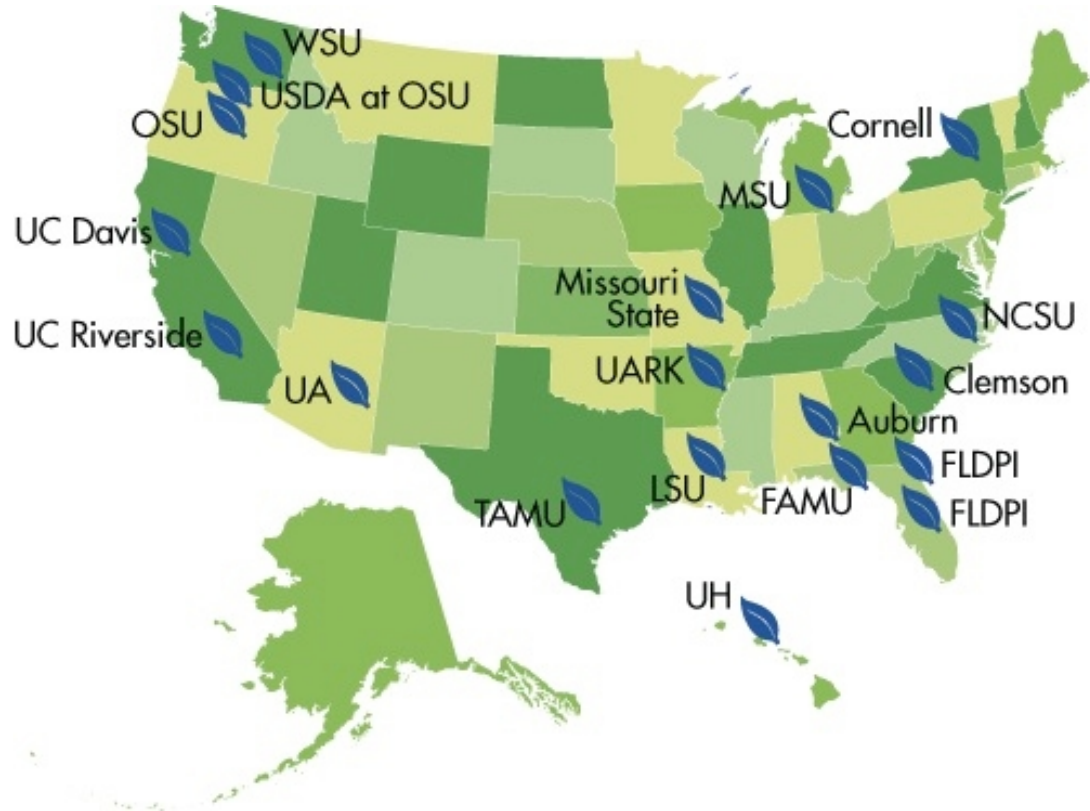 WSU
USDA at OSU
OSU
Cornell
MSU
UC Davis
Missouri
State
NCSU
UC Riverside
UARK
UA
Clemson
Auburn
FLDPI
LSU
FAMU
TAMU
FLDPI
UH